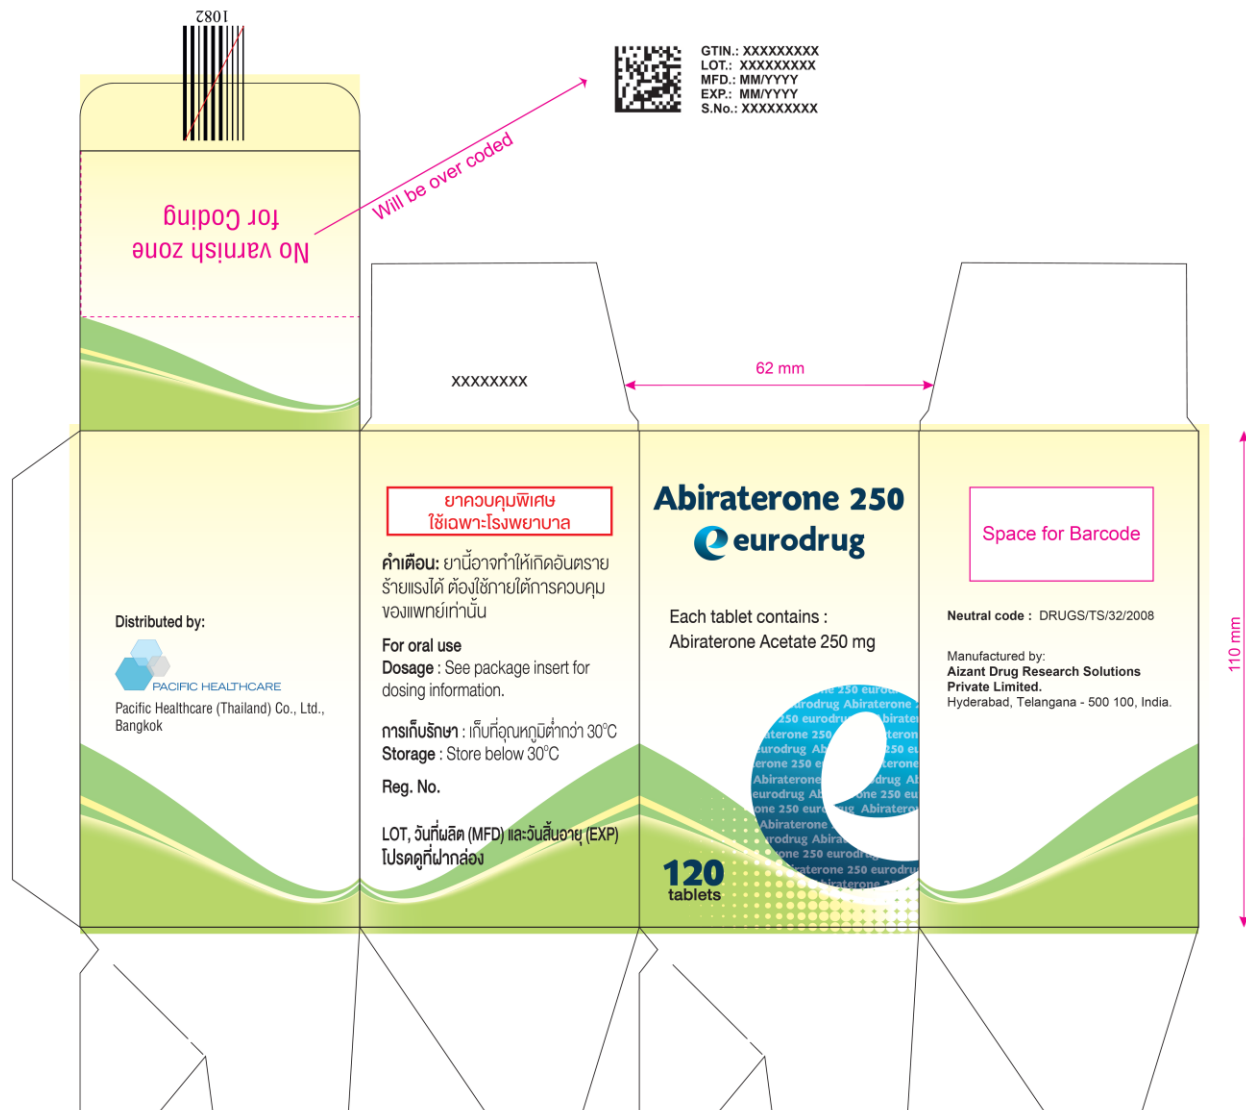 1082
GTIN.: XXXXXXXXX
LOT.: XXXXXXXXX
MFD.: MM/YYYY
EXP.: MM/YYYY
S.No.: XXXXXXXXX
Will be over coded
No varnish zone
for Coding
XXXXXXXX
62 mm
110 mm
Distributed by:
PACIFIC HEALTHCARE
Pacific Healthcare (Thailand) Co., Ltd.,
Bangkok
ยาควบคุมพิเศษ
ใช้เฉพาะโรงพยาบาล
คำเตือน: ยานี้อาจทำให้เกิดอันตราย
ร้ายแรงได้ ต้องใช้ภายใต้การควบคุม
ของแพทย์เท่านั้น
For oral use
Dosage : See package insert for
dosing information.
การเก็บรักษา : เก็บที่อุณหภูมิต่ำกว่า 30°C
Storage : Store below 30°C
Reg. No.
LOT, วันที่ผลิต (MFD) และวันสิ้นอายุ (EXP)
โปรดดูที่ฝากล่อง
Abiraterone 250
eurodrug
Each tablet contains :
Abiraterone Acetate 250 mg
120
tablets
Space for Barcode
Neutral code : DRUGS/TS/32/2008
Manufactured by:
Aizant Drug Research Solutions
Private Limited.
Hyderabad, Telangana - 500 100, India.